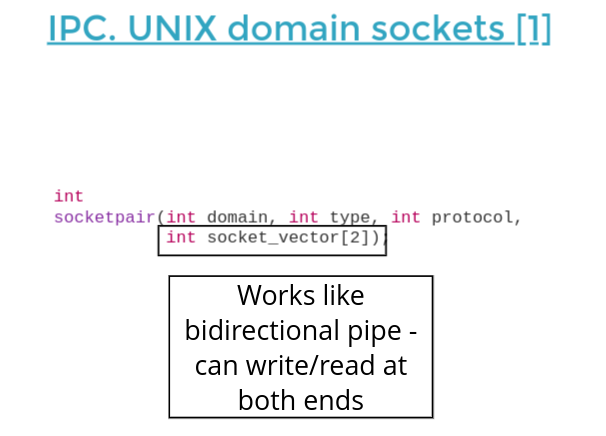 IPC. UNIX domain sockets [1]
int
socketpair(int domain, int type, int protocol,
int socket_vector[2]);
Works like
bidirectional pipe -
can write/read at
both ends